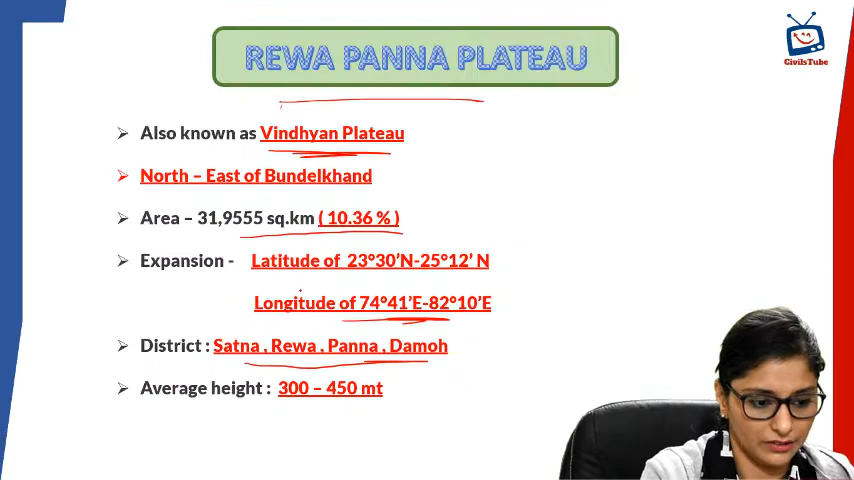 REWA PANNA PLATEAU
CivilsTube
➢ Also known as Vindhyan Plateau
➢ North – East of Bundelkhand
➢ Area – 31,9555 sq.km ( 10.36 % )
➢ Expansion - Latitude of 23°30’N-25°12’ N
Longitude of 74°41’E-82°10’E
➢ District : Satna , Rewa , Panna , Damoh
➢ Average height : 300 – 450 mt